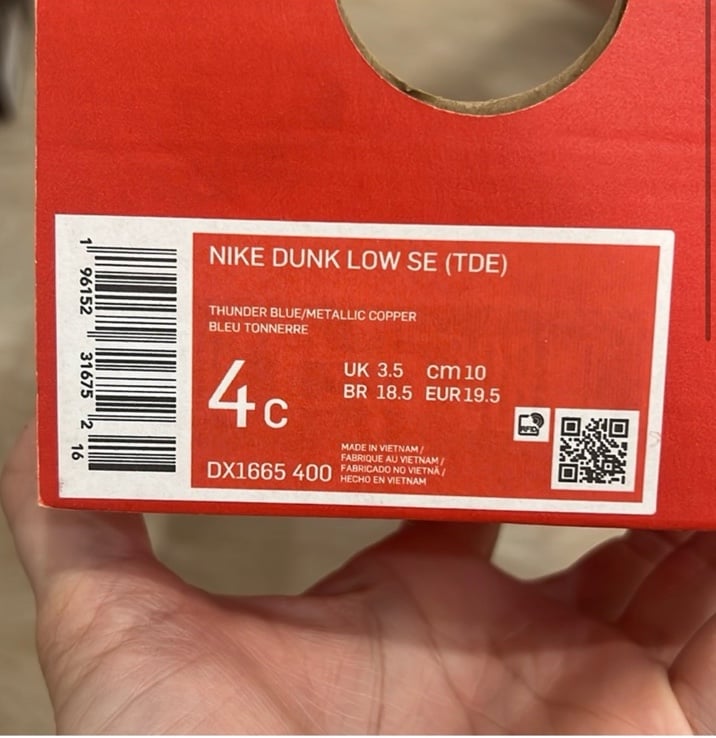 NIKE DUNK LOW SE (TDE)
THUNDER BLUE/METALLIC COPPER
BLEU TONNERRE
4C
UK 3.5 cm 10
BR 18.5 EUR 19.5
DX1665 400
MADE IN VIETNAM /
FABRIQUE AU VIETNAM /
FABRICADO NO VIETNÃ /
HECHO EN VIETNAM
RFID
1 96152 31675 2
16